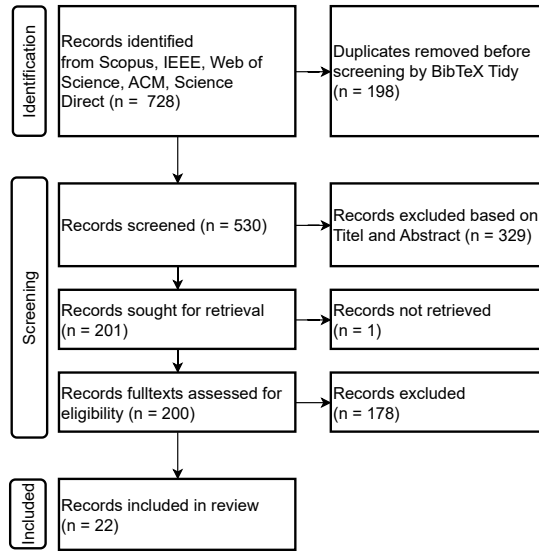 Identification
Records identified
from Scopus, IEEE, Web of
Science, ACM, Science
Direct (n = 728)
Duplicates removed before
screening by BibTeX Tidy
(n = 198)
Screening
Records screened (n = 530)
Records excluded based on
Titel and Abstract (n = 329)
Records sought for retrieval
(n = 201)
Records not retrieved
(n = 1)
Records fulltexts assessed for
eligibility (n = 200)
Records excluded
(n = 178)
Included
Records included in review
(n = 22)